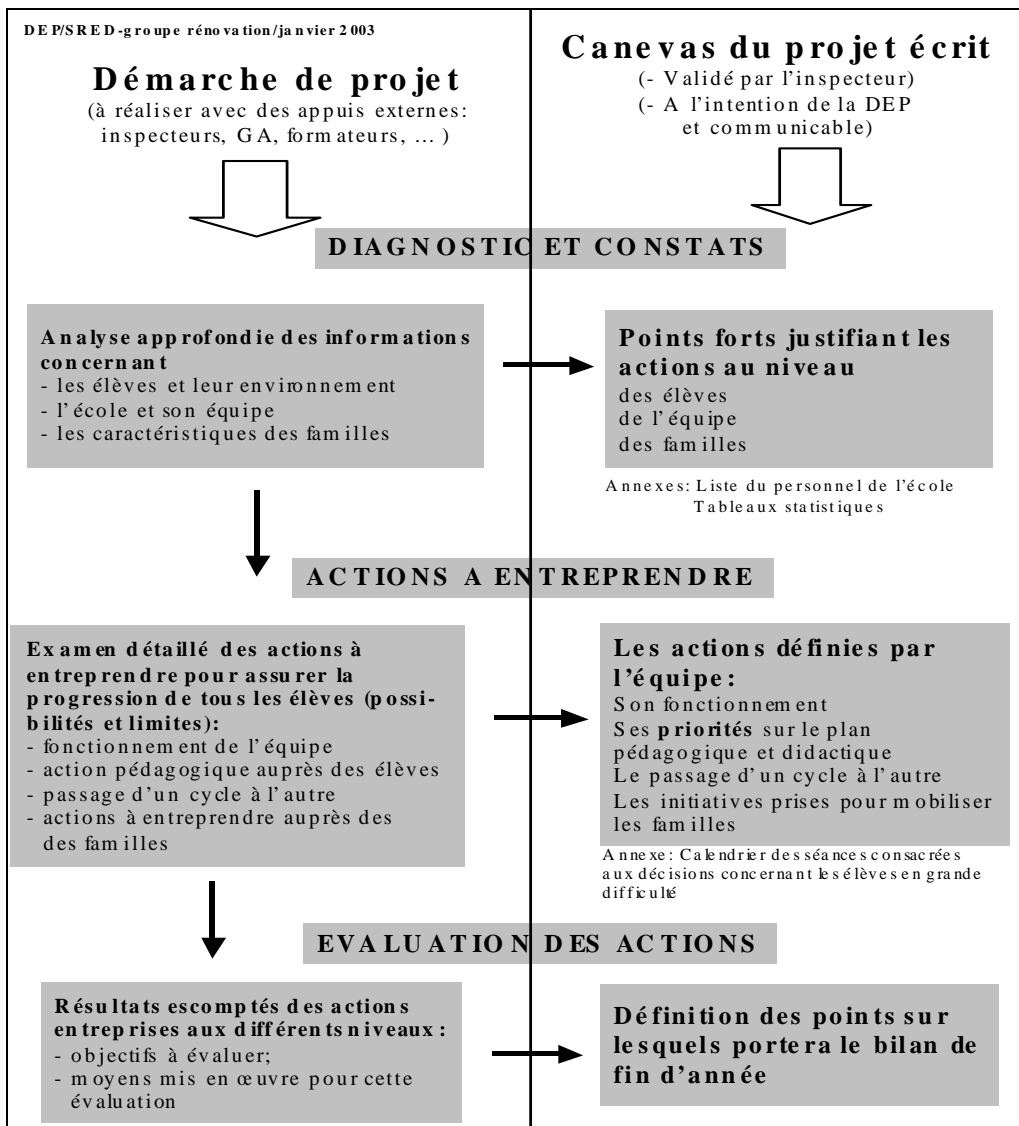 DEP/SRED-groupe rénovation/janvier 2003
Démarche de projet
(à réaliser avec des appuis externes:
inspecteurs, GA, formateurs, … )
Canevas du projet écrit
(- Validé par l'inspecteur)
(- A l'intention de la DEP
et communicable)
DIAGNOSTIC ET CONSTATS
Analyse approfondie des informations
concernant
- les élèves et leur environnement
- l'école et son équipe
- les caractéristiques des familles
Points forts justifiant les
actions au niveau
des élèves
de l'équipe
des familles
Annexes: Liste du personnel de l'école
Tableaux statistiques
ACTIONS A ENTREPRENDRE
Examen détaillé des actions à
entreprendre pour assurer la
progression de tous les élèves (possi-
bilités et limites):
- fonctionnement de l'équipe
- action pédagogique auprès des élèves
- passage d'un cycle à l'autre
- actions à entreprendre auprès des
des familles
Les actions définies par
l'équipe:
Son fonctionnement
Ses priorités sur le plan
pédagogique et didactique
Le passage d'un cycle à l'autre
Les initiatives prises pour mobiliser
les familles
Annexe: Calendrier des séances consacrées
aux décisions concernant les élèves en grande
difficulté
EVALUATION DES ACTIONS
Résultats escomptés des actions
entreprises aux différents niveaux :
- objectifs à évaluer;
- moyens mis en œuvre pour cette
évaluation
Définition des points sur
lesquels portera le bilan de
fin d'année